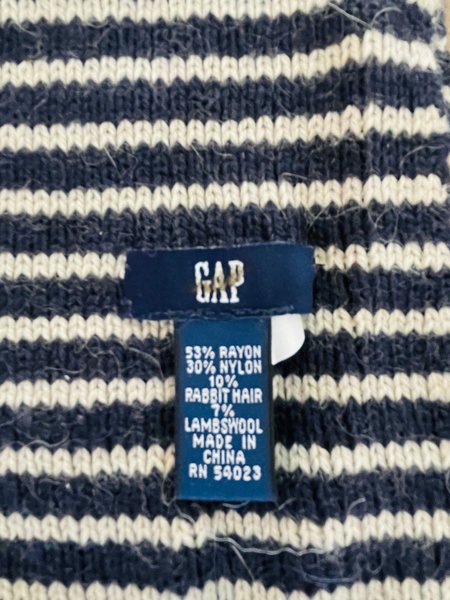 GAP
53% RAYON
30% NYLON
10%
RABBIT HAIR
7%
LAMBSWOOL
MADE IN
CHINA
RN 54023